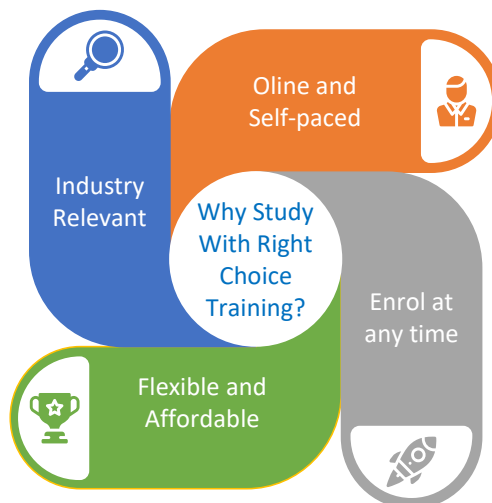 Oline and
Self-paced
Industry
Relevant
Why Study
With Right
Choice
Training?
Enrol at
any time
Flexible and
Affordable